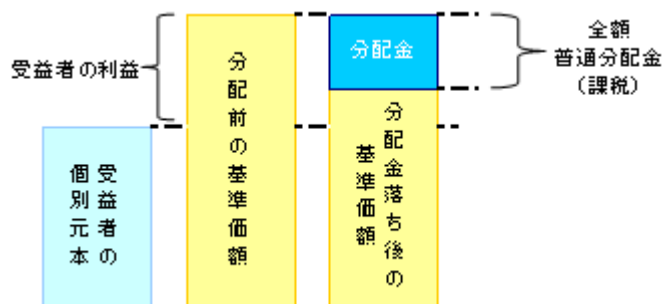 受益者の利益
分配前の基準価額
分配金
全額
普通分配金
（課税）
分配金落ち後の
基準価額
受益者の
個別元本